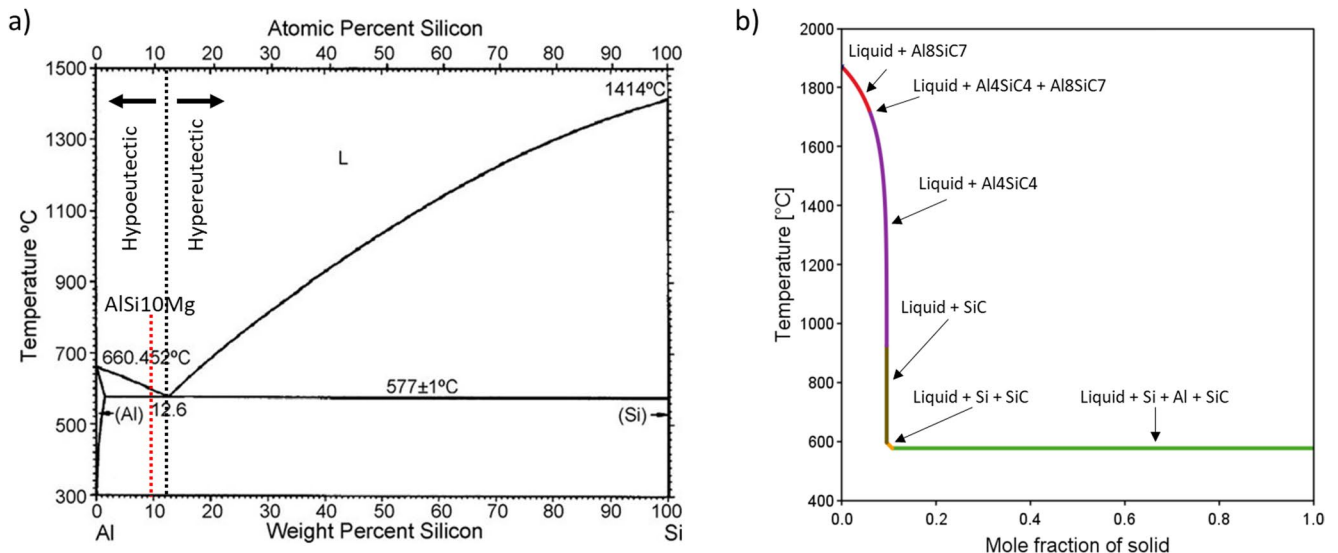 a)
Atomic Percent Silicon
0 10 20 30 40 50 60 70 80 90 100
1500
1414ºC
1300
L
Hypoeutectic
Hypereutectic
1100
Temperature ºC
900
AlSi10Mg
700
660.452ºC
577±1ºC
12.6
500
(Al)
(Si)
300
0 10 20 30 40 50 60 70 80 90 100
Al
Weight Percent Silicon
Si
b)
2000
Liquid + Al8SiC7
1800
Liquid + Al4SiC4 + Al8SiC7
1600
Liquid + Al4SiC4
1400
Temperature [°C]
1200
Liquid + SiC
1000
800
Liquid + Si + SiC
Liquid + Si + Al + SiC
600
400
0.0 0.2 0.4 0.6 0.8 1.0
Mole fraction of solid